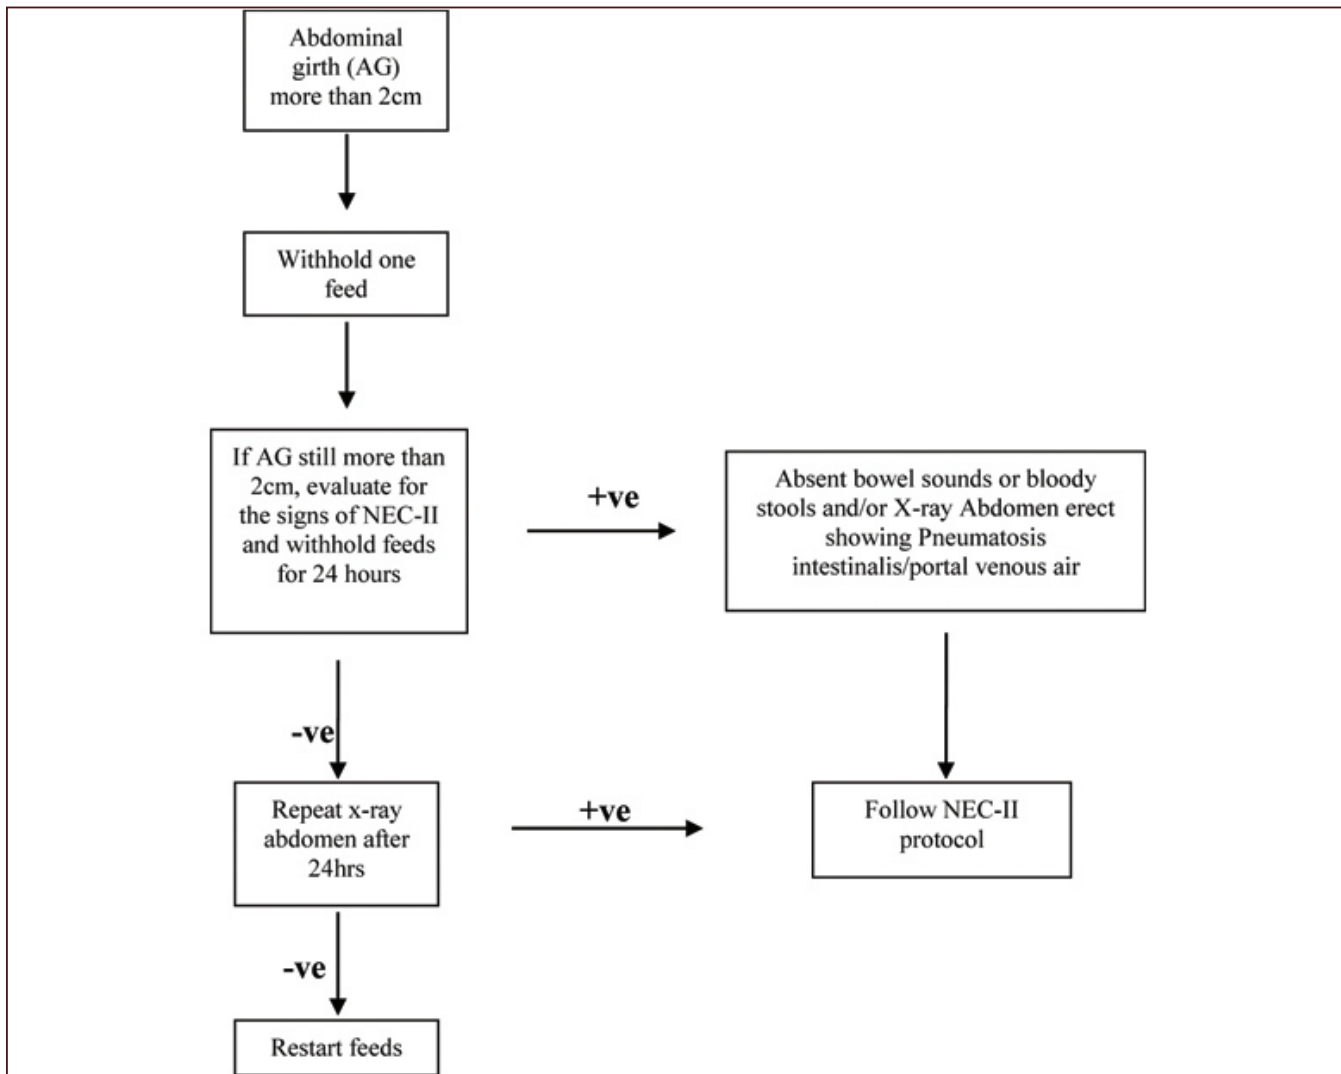 Abdominal
girth (AG)
more than 2cm
Withhold one
feed
If AG still more than
2cm, evaluate for
the signs of NEC-II
and withhold feeds
for 24 hours
+ve
Absent bowel sounds or bloody
stools and/or X-ray Abdomen erect
showing Pneumatosis
intestinalis/portal venous air
-ve
Repeat x-ray
abdomen after
24hrs
+ve
Follow NEC-II
protocol
-ve
Restart feeds